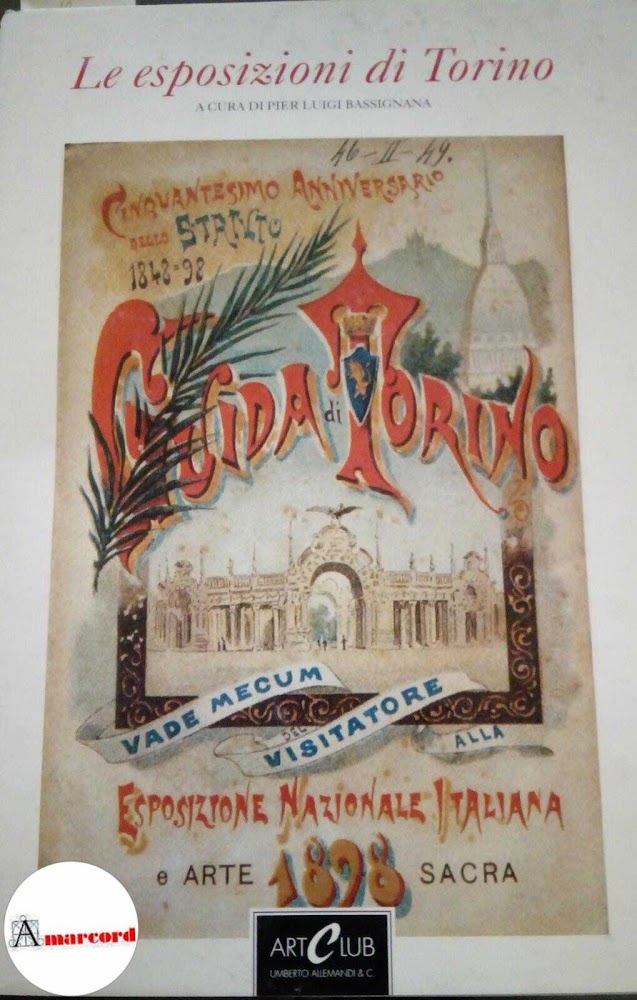 Le esposizioni di Torino
A CURA DI PIER LUIGI BASSIGNANA
46-II-49.
CINQUANTESIMO ANNIVERSARIO
DELLO STATUTO
1848=98
GUIDA di TORINO
VADE MECUM
DEL
VISITATORE
ALLA
ESPOSIZIONE NAZIONALE ITALIANA
e ARTE 1898 SACRA
Amarcord
ART CLUB
UMBERTO ALLEMANDI & C.